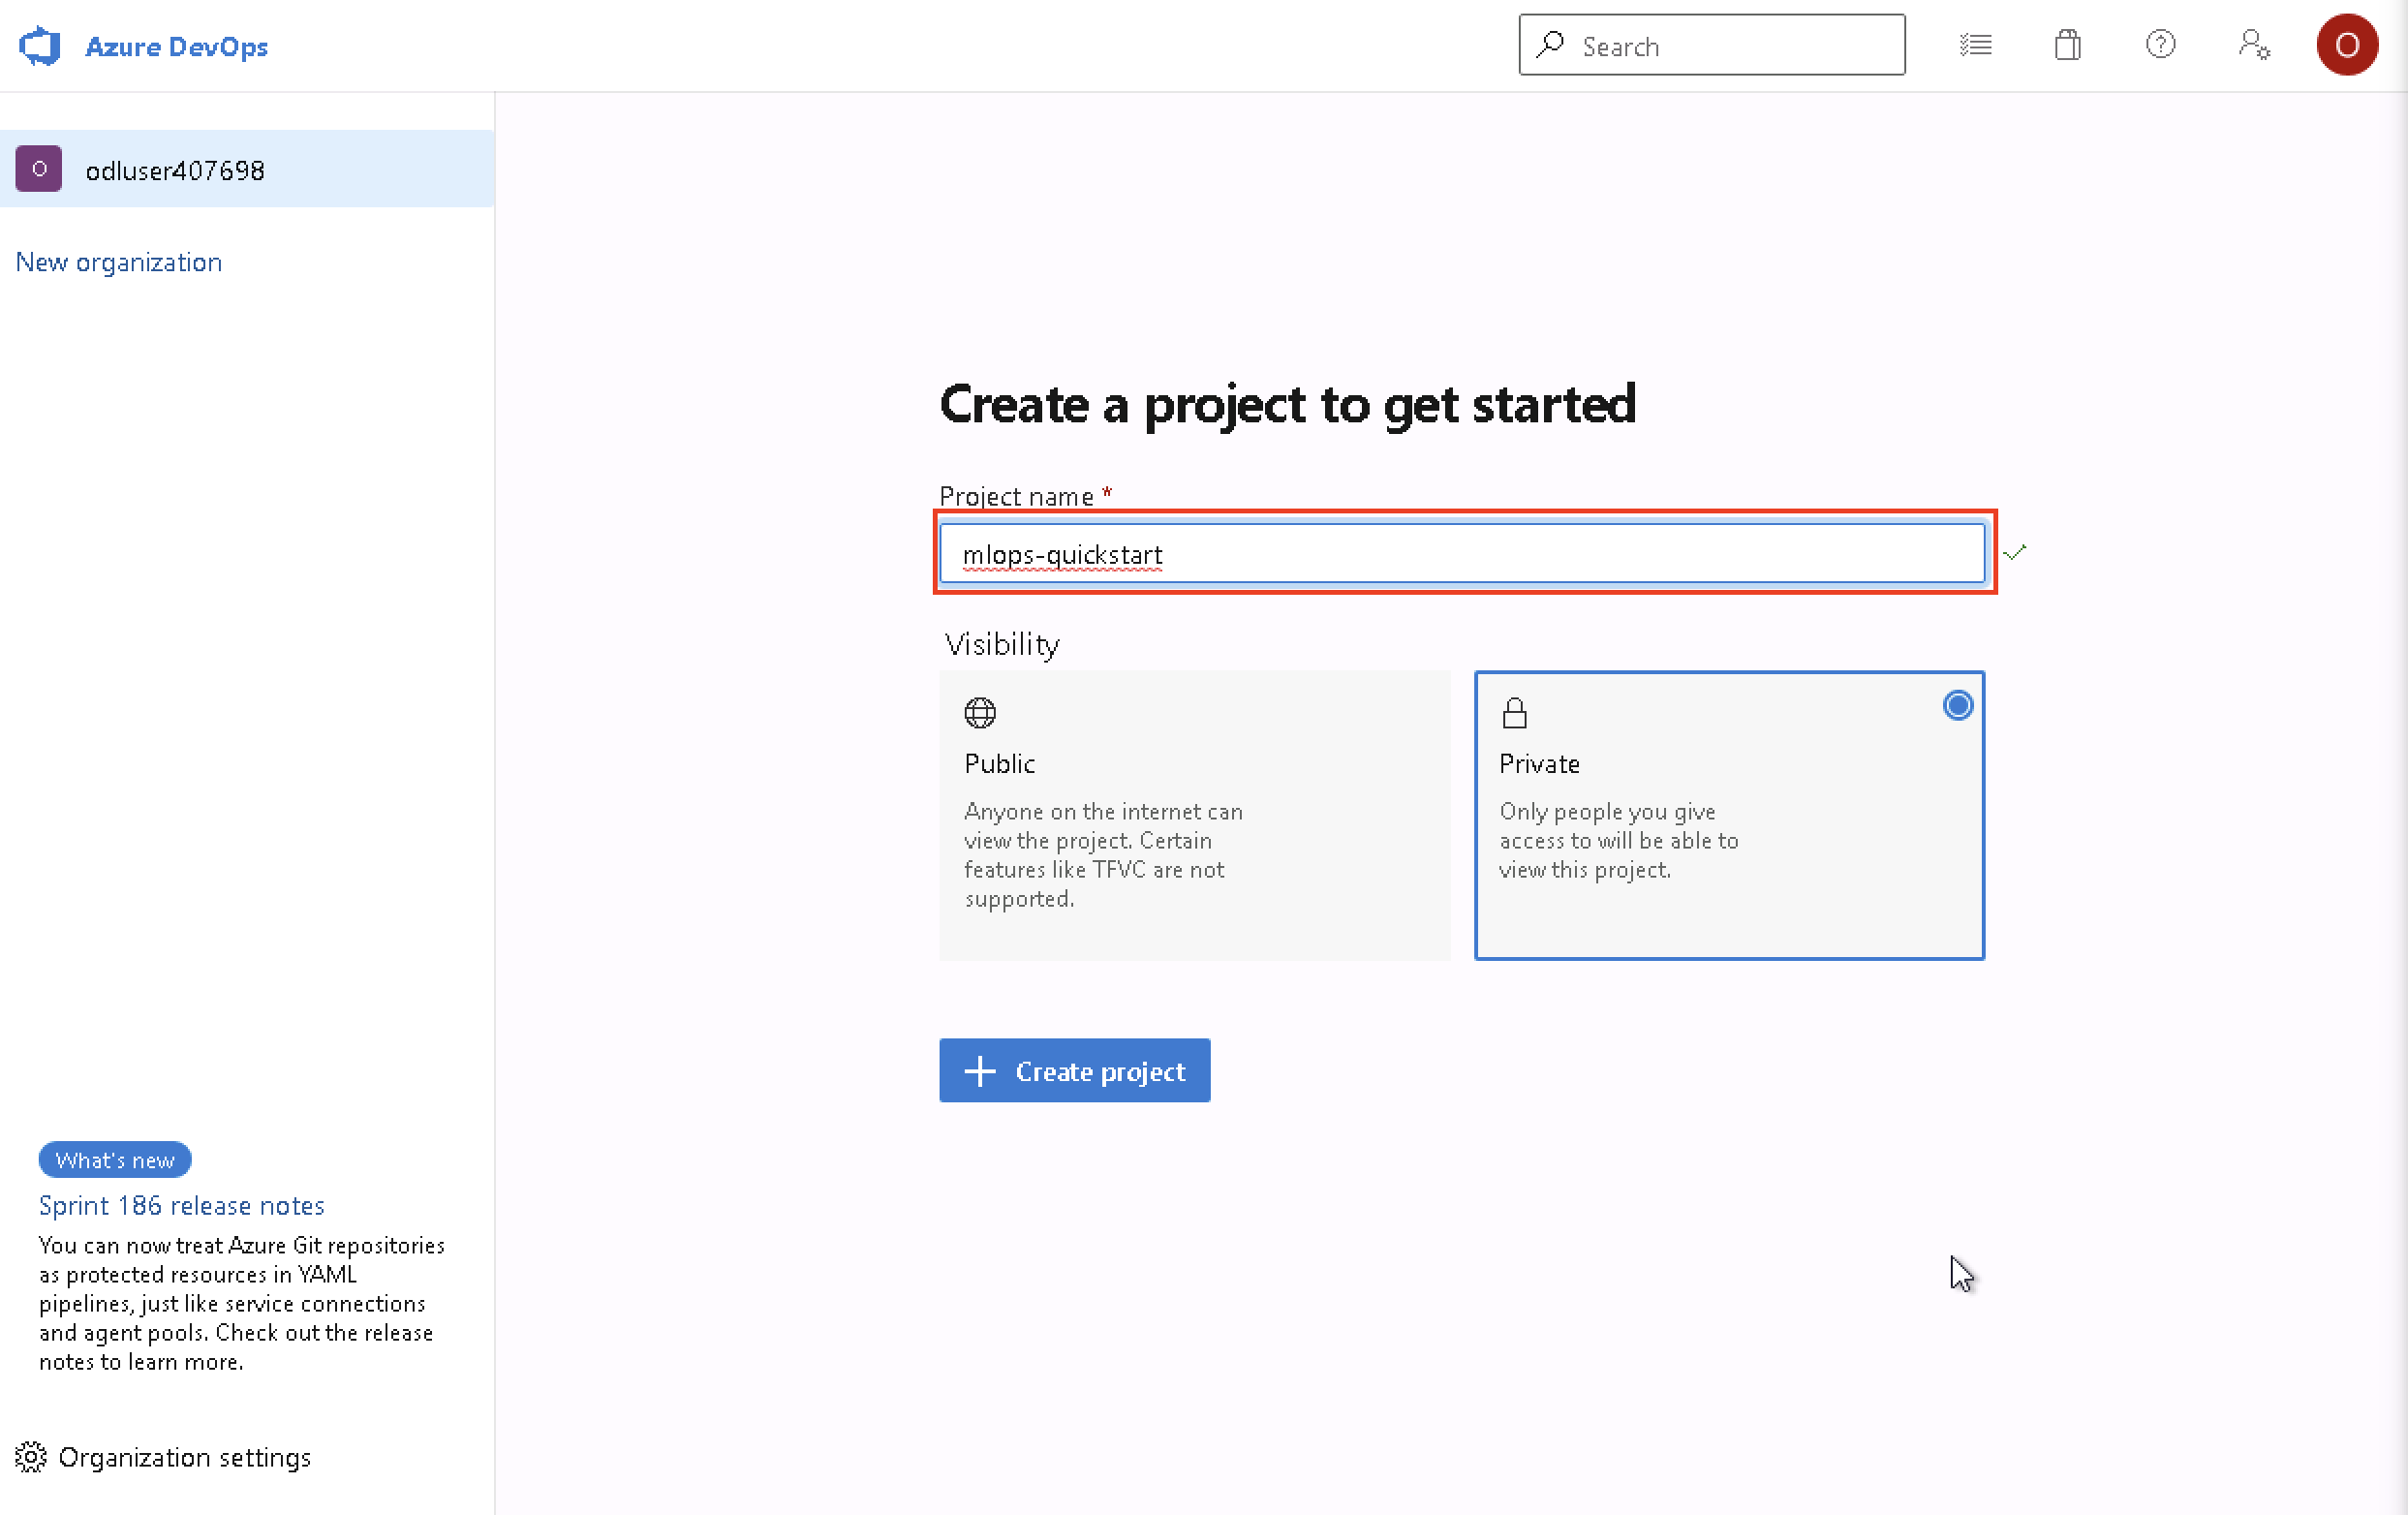 Azure DevOps
Search
O
O
odluser407698
New organization
Create a project to get started
Project name *
mlops-quickstart
Visibility
Public
Anyone on the internet can
view the project. Certain
features like TFVC are not
supported.
Private
Only people you give
access to will be able to
view this project.
Create project
What's new
Sprint 186 release notes
You can now treat Azure Git repositories
as protected resources in YAML
pipelines, just like service connections
and agent pools. Check out the release
notes to learn more.
Organization settings